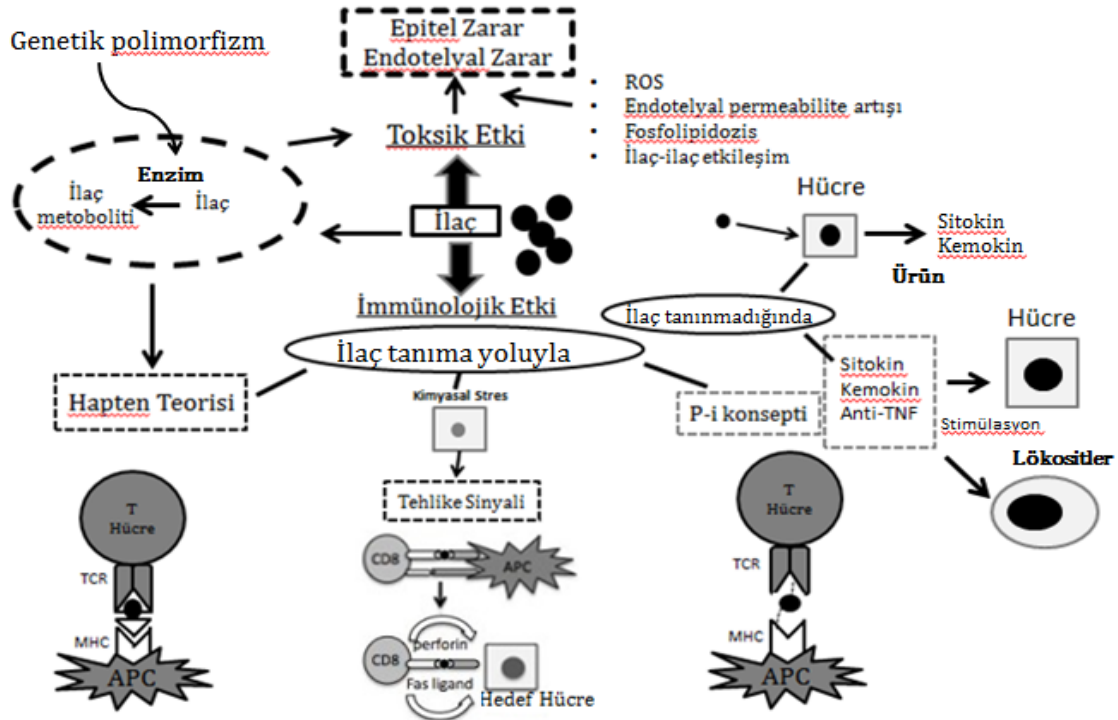 Epitel Zarar
Endotelyal Zarar
Genetik polimorfizm
• ROS
• Endotelyal permeabilite artışı
• Fosfolipidozis
• İlaç-ilaç etkileşim
Toksik Etki
Enzim
İlaç metoboliti
İlaç
İlaç
Hücre
Sitokin
Kemokin
Ürün
İmmünolojik Etki
İlaç tanınmadığında
İlaç tanıma yoluyla
Hücre
Hapten Teorisi
Kimyasal Stres
P-i konsepti
Sitokin
Kemokin
Anti-TNF
Stimülasyon
Lökositler
Tehlike Sinyali
T
Hücre
TCR
MHC
APC
CD8
APC
perforin
CD8
Fas ligand
Hedef Hücre
T
Hücre
TCR
MHC
APC